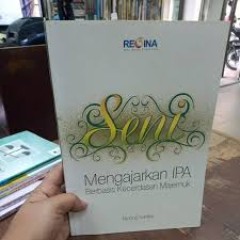 REGINA
Seni
Mengajarkan IPA
Berbasis Kecerdasan Majemuk